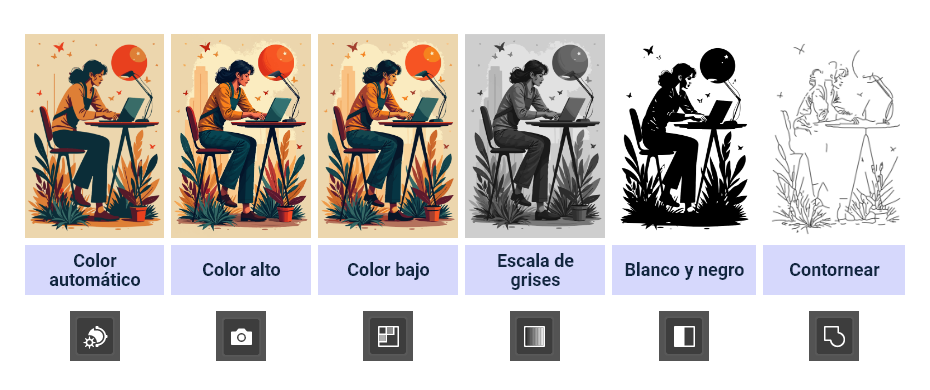 Color
automático
Color alto
Color bajo
Escala de
grises
Blanco y negro
Contornear